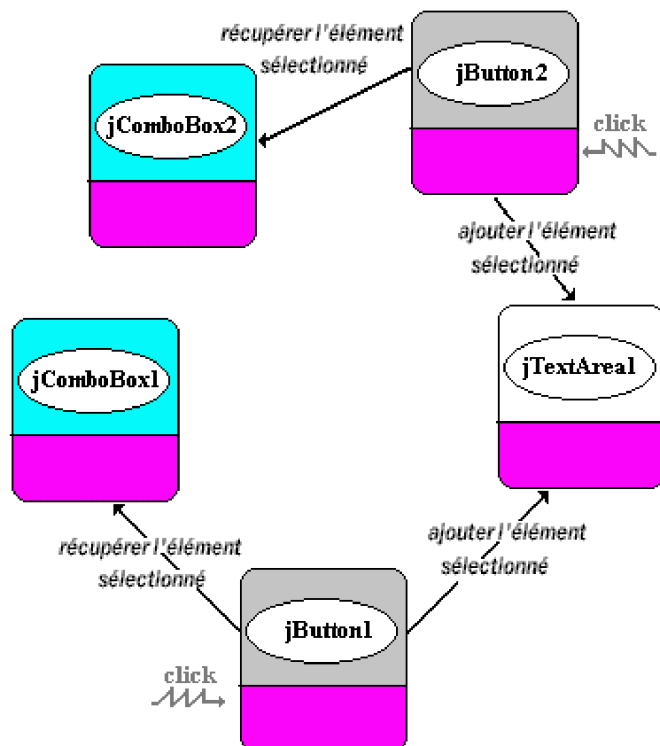 récupérer l'élément
sélectionné
jButton2
jComboBox2
click
ajouter l'élément
sélectionné
jComboBox1
jTextArea1
récupérer l'élément
sélectionné
ajouter l'élément
sélectionné
jButton1
click